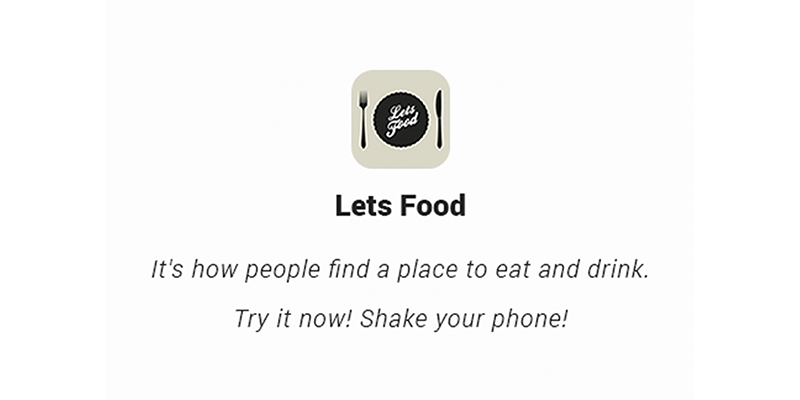 Lets
Food
Lets Food
It's how people find a place to eat and drink.
Try it now! Shake your phone!